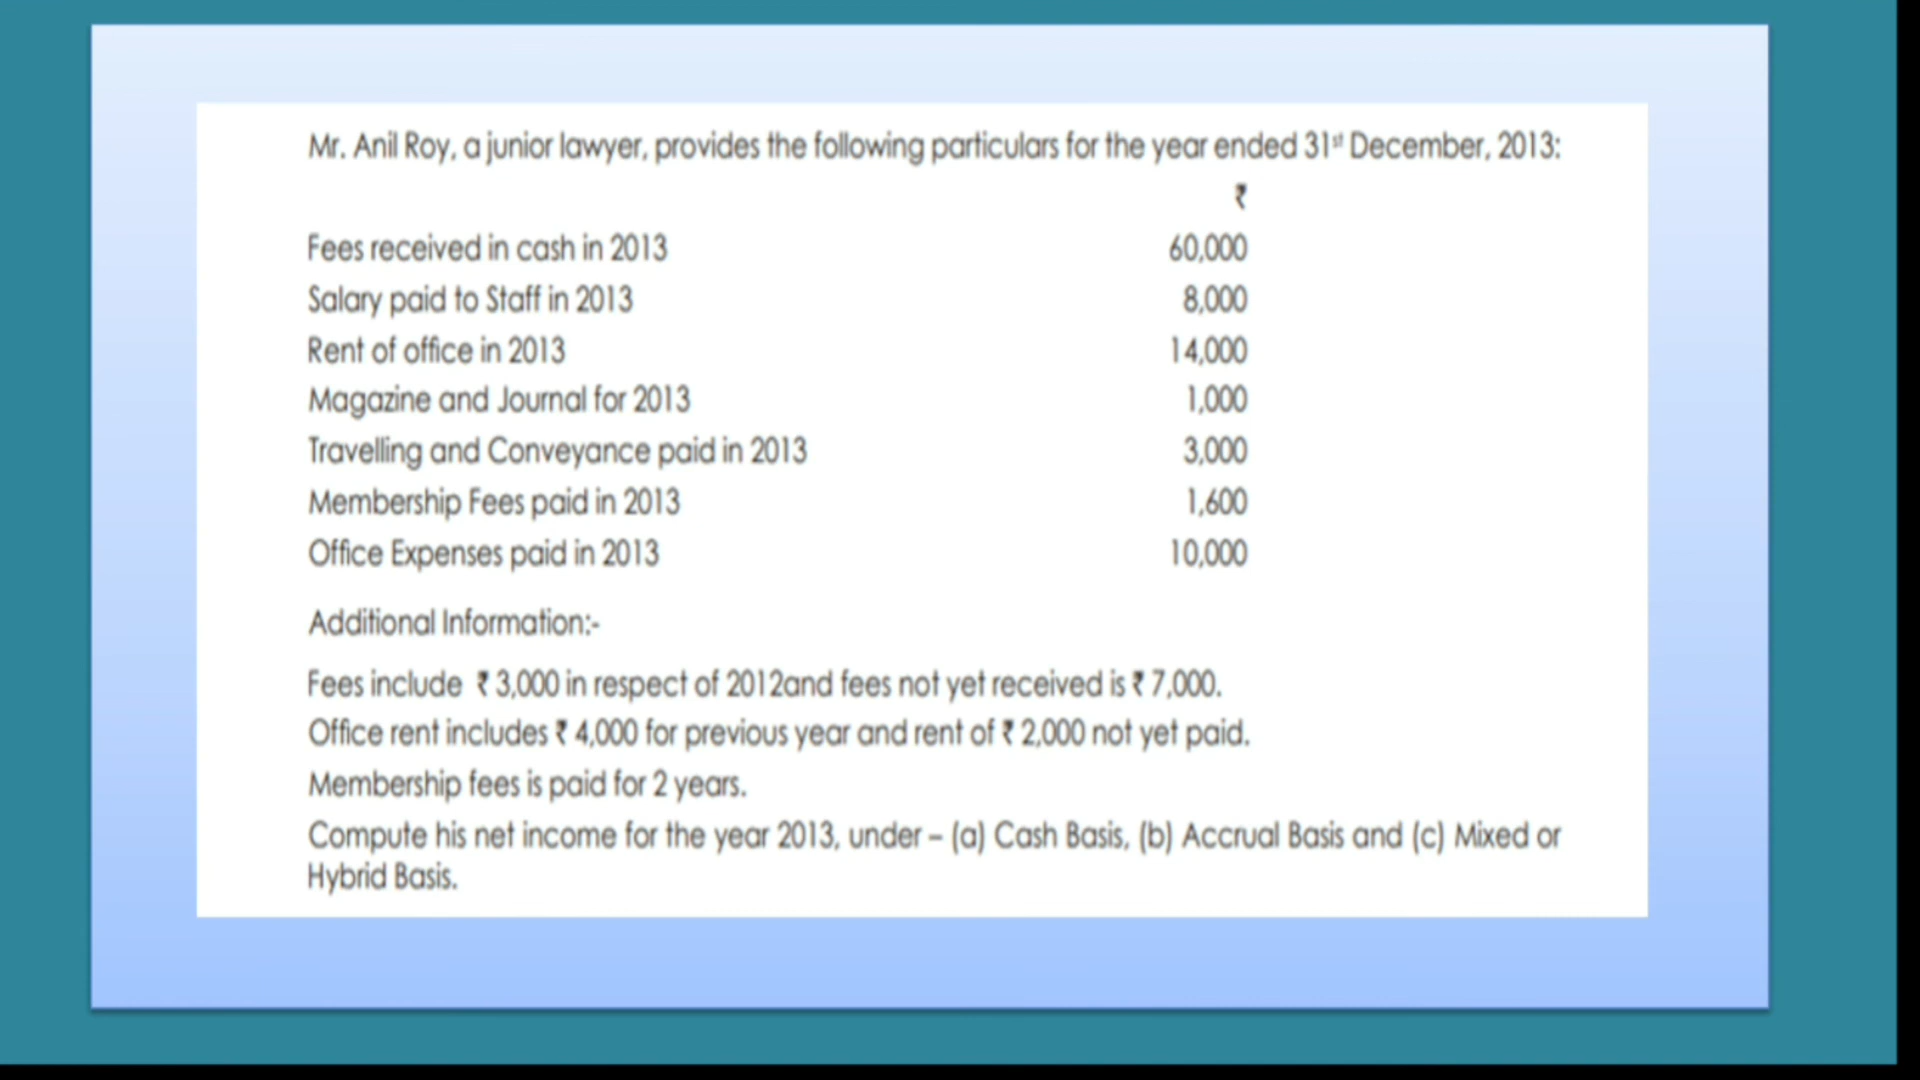 Mr. Anil Roy, a junior lawyer, provides the following particulars for the year ended 31st December, 2013:
₹
Fees received in cash in 2013 60,000
Salary paid to Staff in 2013 8,000
Rent of office in 2013 14,000
Magazine and Journal for 2013 1,000
Travelling and Conveyance paid in 2013 3,000
Membership Fees paid in 2013 1,600
Office Expenses paid in 2013 10,000
Additional Information:-
Fees include ₹ 3,000 in respect of 2012and fees not yet received is ₹ 7,000.
Office rent includes ₹ 4,000 for previous year and rent of ₹ 2,000 not yet paid.
Membership fees is paid for 2 years.
Compute his net income for the year 2013, under – (a) Cash Basis, (b) Accrual Basis and (c) Mixed or
Hybrid Basis.